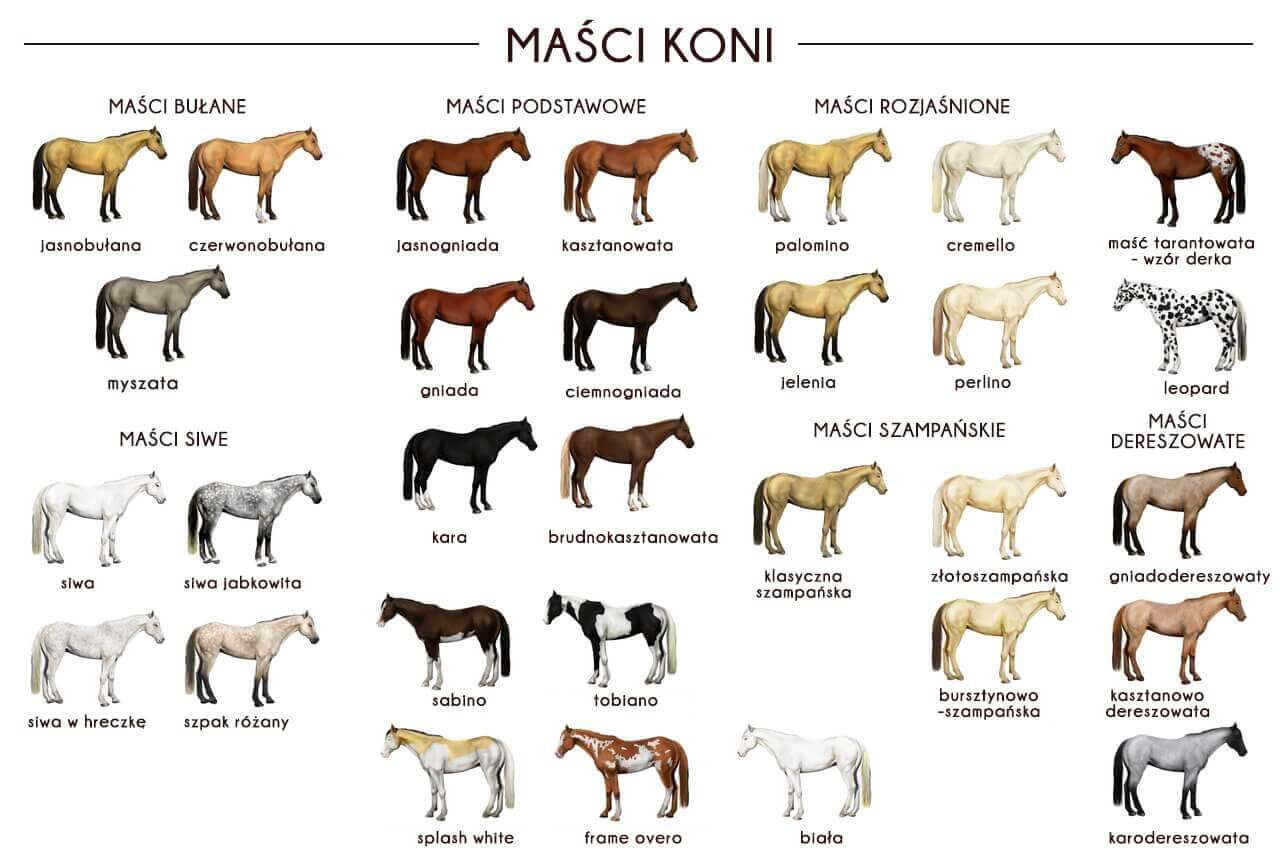 MAŚCI KONI
MAŚCI BUŁANE
jasnobułana
czerwonobułana
myszata
MAŚCI SIWE
siwa
siwa jabkowita
siwa w hreczkę
szpak różany
MAŚCI PODSTAWOWE
jasnogniada
kasztanowata
gniada
ciemnogniada
kara
brudnokasztanowata
sabino
tobiano
splash white
frame overo
biała
MAŚCI ROZJAŚNIONE
palomino
cremello
jelenia
perlino
MAŚCI SZAMPAŃSKIE
klasyczna
szampańska
złotoszampańska
bursztynowo
-szampańska
maść tarantowata
- wzór derka
leopard
MAŚCI
DERESZOWATE
gniadodereszowaty
kasztanowo
dereszowata
karodereszowata